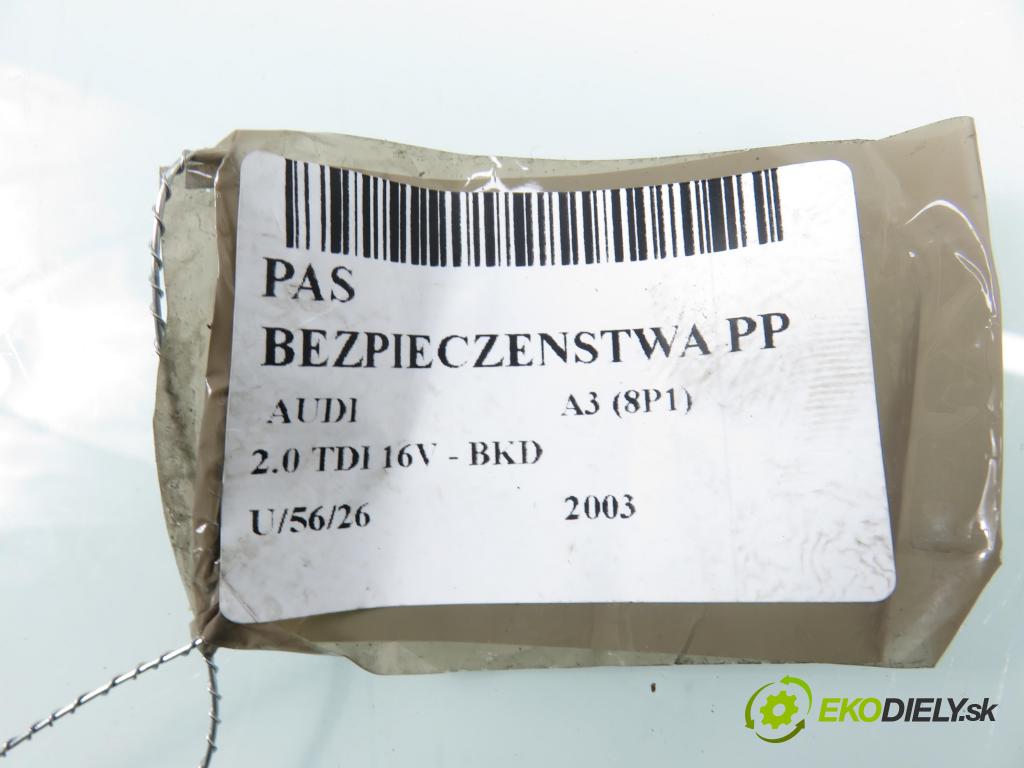 PAS
BEZPIECZENSTWA PP
AUDI A3 (8P1)
2.0 TDI 16V - BKD
U/56/26 2003
EKODIELY.sk